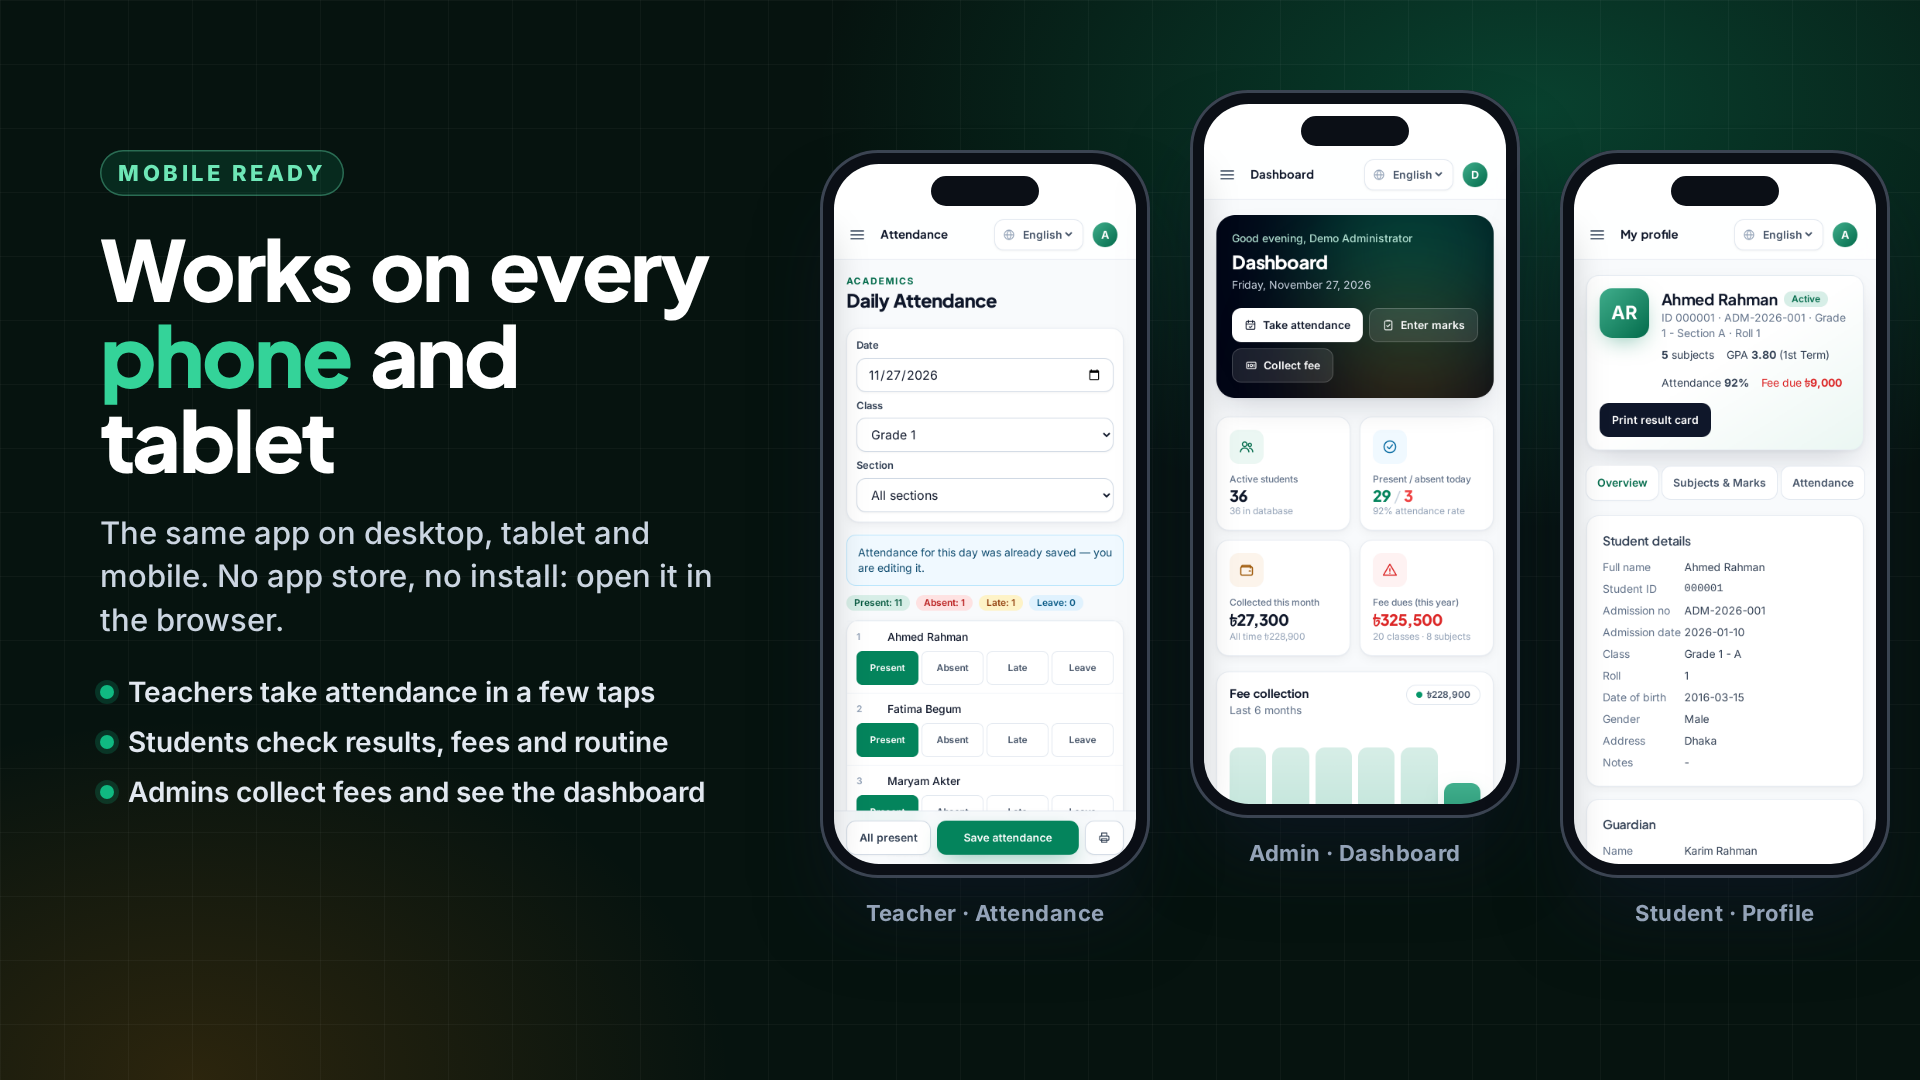 MOBILE READY
Works on every
phone and
tablet
The same app on desktop, tablet and
mobile. No app store, no install: open it in
the browser.
Teachers take attendance in a few taps
Students check results, fees and routine
Admins collect fees and see the dashboard
Attendance
English
A
ACADEMICS
Daily Attendance
Date
11/27/2026
Class
Grade 1
Section
All sections
Attendance for this day was already saved — you
are editing it.
Present: 11 Absent: 1 Late: 1 Leave: 0
1 Ahmed Rahman
Present Absent Late Leave
2 Fatima Begum
Present Absent Late Leave
3 Maryam Akter
Present Absent Late Leave
All present Save attendance
Teacher · Attendance
Dashboard
English
D
Good evening, Demo Administrator
Dashboard
Friday, November 27, 2026
Take attendance Enter marks
Collect fee
Active students
36
36 in database
Present / absent today
29 / 3
92% attendance rate
Collected this month
৳27,300
All time ৳228,900
Fee dues (this year)
৳325,500
20 classes · 8 subjects
Fee collection
৳228,900
Last 6 months
Admin · Dashboard
My profile
English
A
AR
Ahmed Rahman Active
ID 000001 · ADM-2026-001 · Grade
1 - Section A · Roll 1
5 subjects GPA 3.80 (1st Term)
Attendance 92% Fee due ৳9,000
Print result card
Overview Subjects & Marks Attendance
Student details
Full name Ahmed Rahman
Student ID 000001
Admission no ADM-2026-001
Admission date 2026-01-10
Class Grade 1 - A
Roll 1
Date of birth 2016-03-15
Gender Male
Address Dhaka
Notes -
Guardian
Name Karim Rahman
Student · Profile